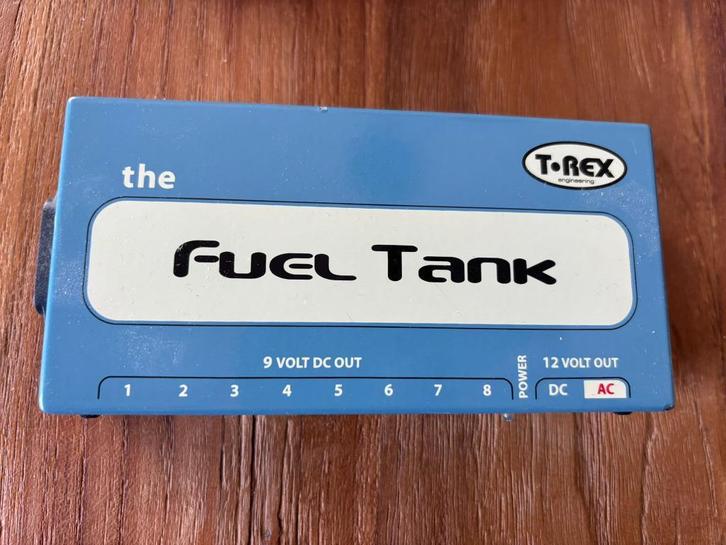 T•REX
engineering
the
Fuel Tank
9 VOLT DC OUT
POWER
12 VOLT OUT
1 2 3 4 5 6 7 8
DC AC